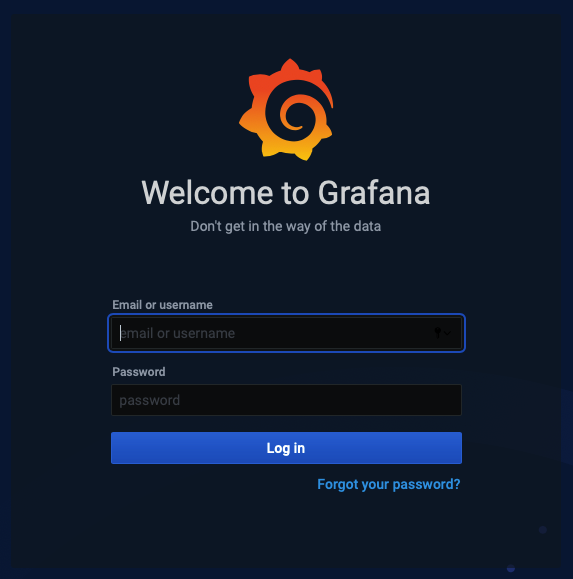 Welcome to Grafana
Don't get in the way of the data
Email or username
email or username
Password
password
Log in
Forgot your password?